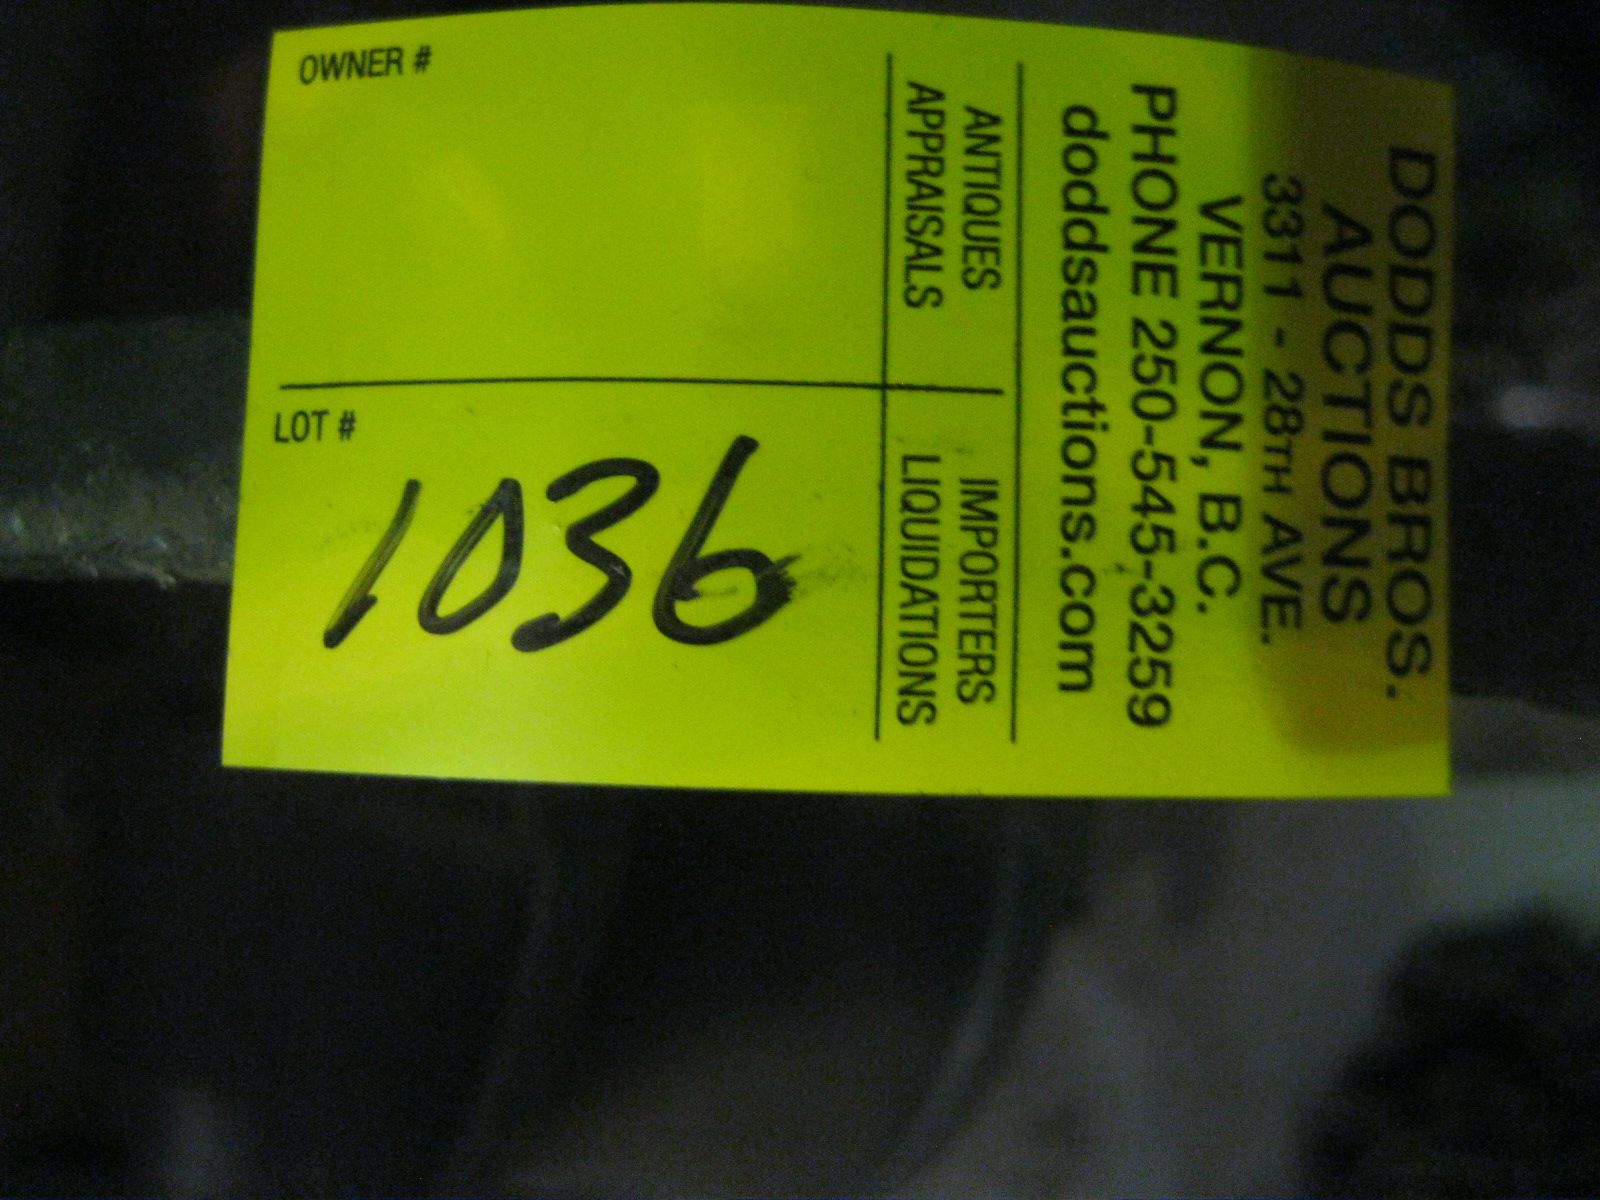 DODDS BROS.
AUCTIONS
3311 - 28TH AVE.
VERNON, B.C.
PHONE 250-545-3259
doddsauctions.com
ANTIQUES IMPORTERS
APPRAISALS LIQUIDATIONS
OWNER #
LOT #
1036